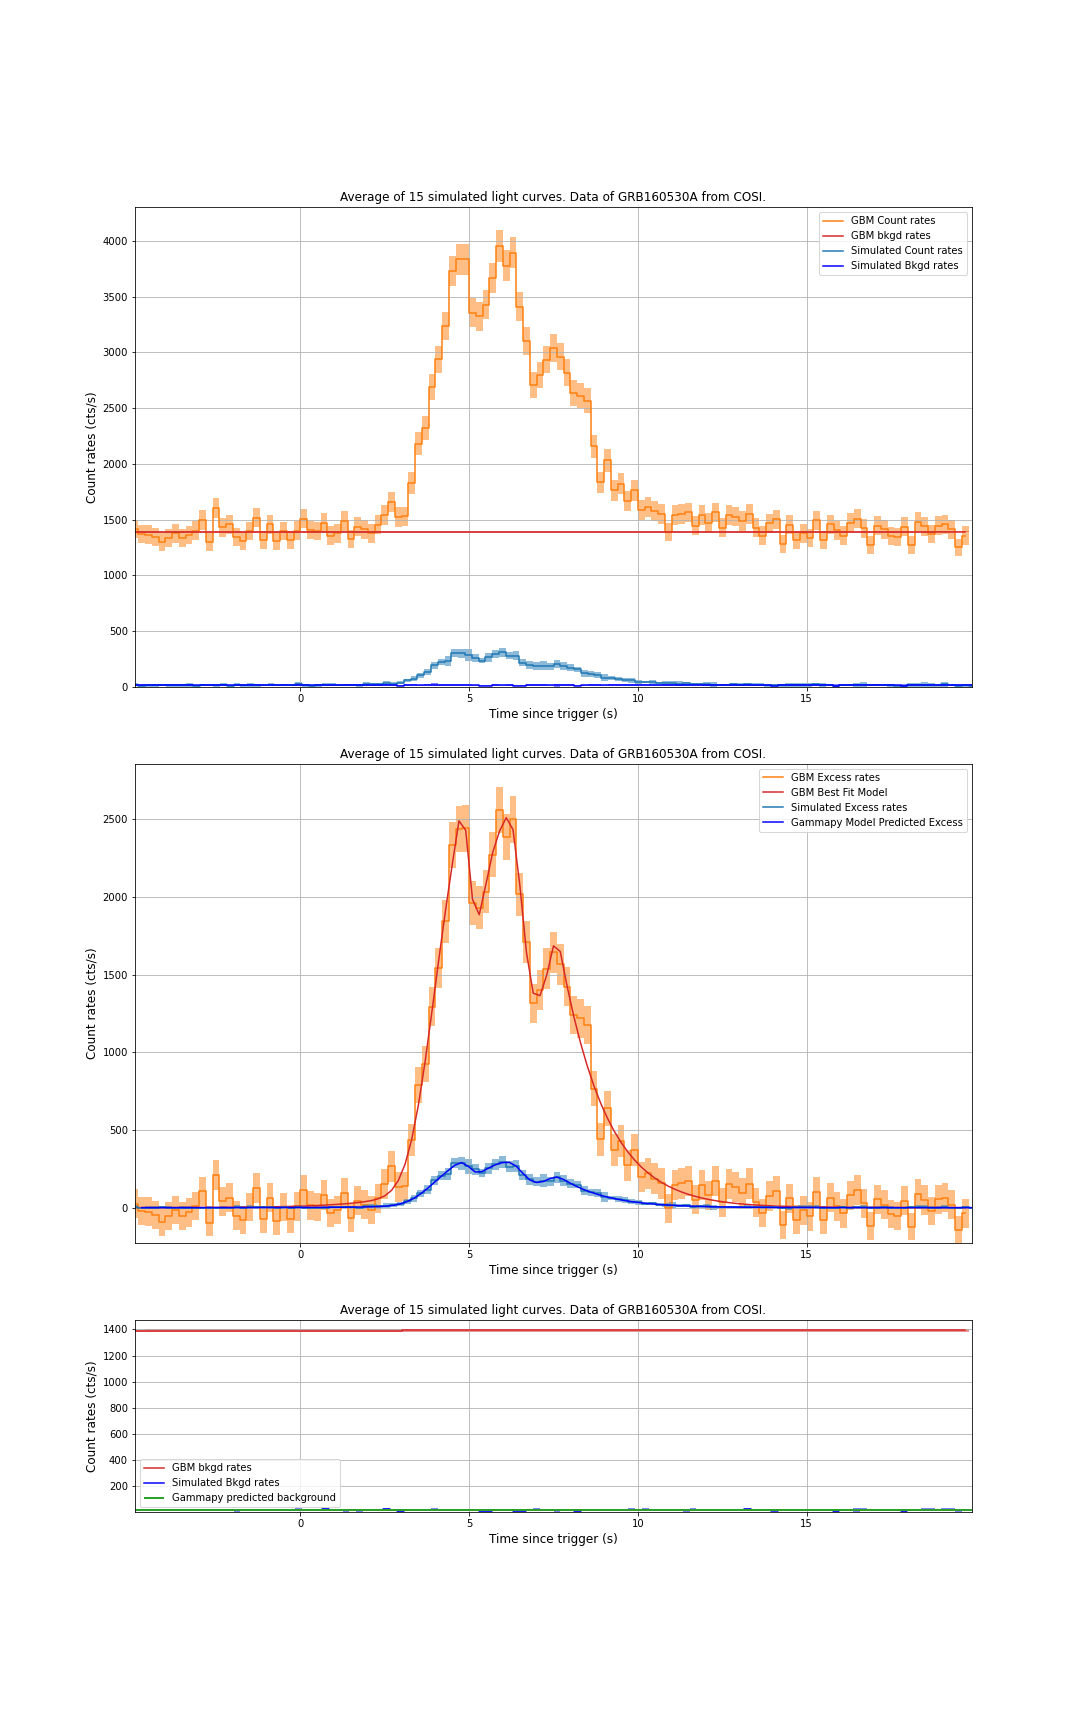 Average of 15 simulated light curves. Data of GRB160530A from COSI.
GBM Count rates
GBM bkgd rates
Simulated Count rates
Simulated Bkgd rates
4000
3500
3000
2500
2000
1500
1000
500
0
Count rates (cts/s)
0 5 10 15
Time since trigger (s)
Average of 15 simulated light curves. Data of GRB160530A from COSI.
GBM Excess rates
GBM Best Fit Model
Simulated Excess rates
Gammapy Model Predicted Excess
2500
2000
1500
1000
500
0
Count rates (cts/s)
0 5 10 15
Time since trigger (s)
Average of 15 simulated light curves. Data of GRB160530A from COSI.
1400
1200
1000
800
600
400
200
Count rates (cts/s)
GBM bkgd rates
Simulated Bkgd rates
Gammapy predicted background
0 5 10 15
Time since trigger (s)